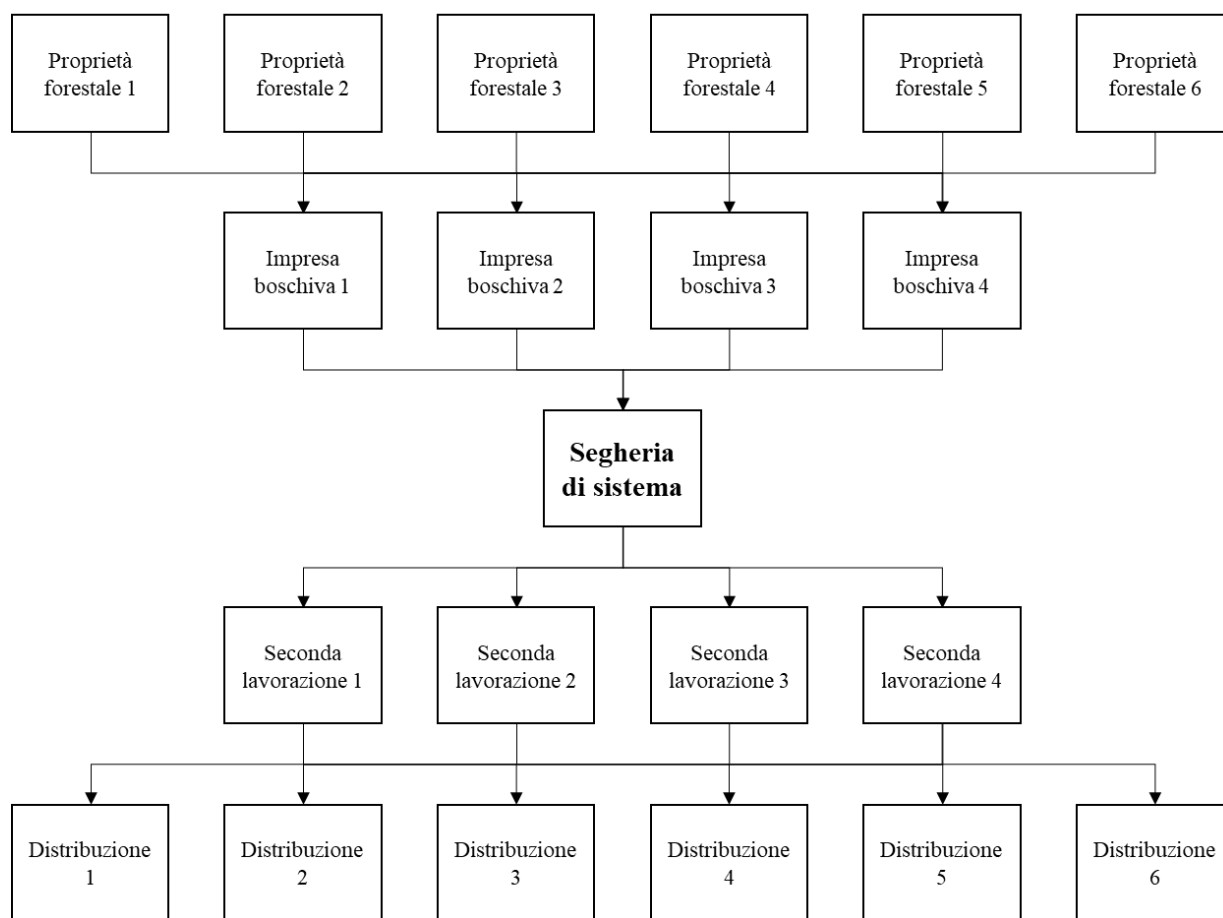 Proprietà
forestale 1
Proprietà
forestale 2
Proprietà
forestale 3
Proprietà
forestale 4
Proprietà
forestale 5
Proprietà
forestale 6
Impresa
boschiva 1
Impresa
boschiva 2
Impresa
boschiva 3
Impresa
boschiva 4
Segheria
di sistema
Seconda
lavorazione 1
Seconda
lavorazione 2
Seconda
lavorazione 3
Seconda
lavorazione 4
Distribuzione
1
Distribuzione
2
Distribuzione
3
Distribuzione
4
Distribuzione
5
Distribuzione
6